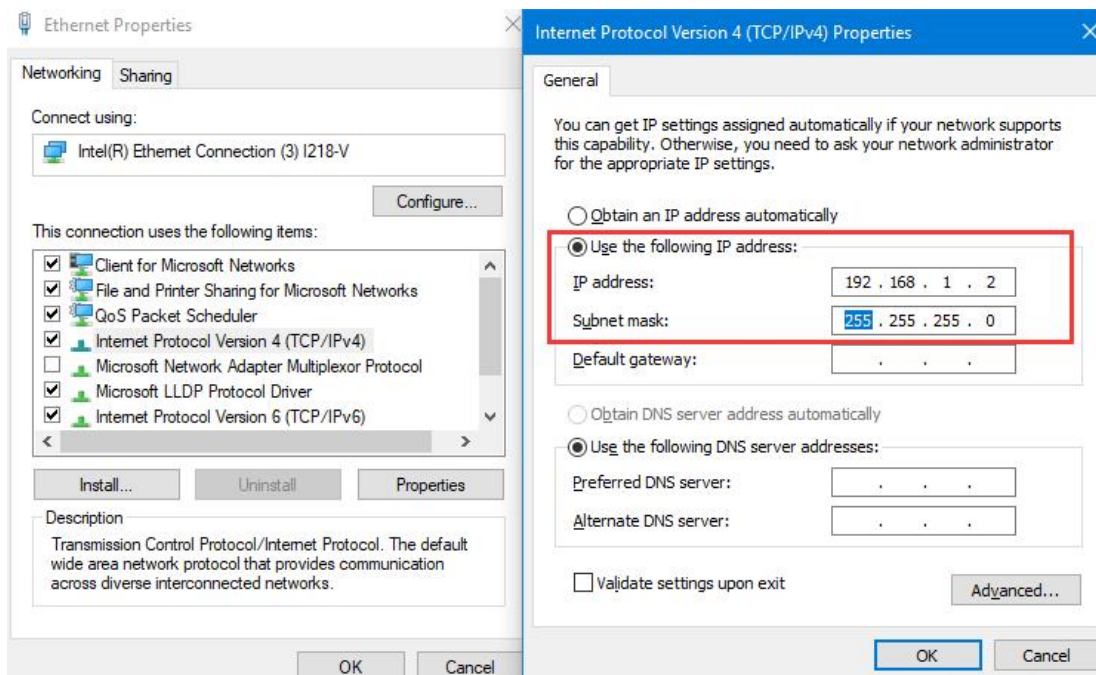 Ethernet Properties
Networking
Sharing
Connect using:
Intel(R) Ethernet Connection (3) I218-V
Configure...
This connection uses the following items:
Client for Microsoft Networks
File and Printer Sharing for Microsoft Networks
QoS Packet Scheduler
Internet Protocol Version 4 (TCP/IPv4)
Microsoft Network Adapter Multiplexor Protocol
Microsoft LLDP Protocol Driver
Internet Protocol Version 6 (TCP/IPv6)
Install...
Uninstall
Properties
Description
Transmission Control Protocol/Internet Protocol. The default
wide area network protocol that provides communication
across diverse interconnected networks.
OK
Cancel
Internet Protocol Version 4 (TCP/IPv4) Properties
General
You can get IP settings assigned automatically if your network supports
this capability. Otherwise, you need to ask your network administrator
for the appropriate IP settings.
Obtain an IP address automatically
Use the following IP address:
IP address:
192 . 168 . 1 . 2
Subnet mask:
255 . 255 . 255 . 0
Default gateway:
. . .
Obtain DNS server address automatically
Use the following DNS server addresses:
Preferred DNS server:
. . .
Alternate DNS server:
. . .
Validate settings upon exit
Advanced...
OK
Cancel